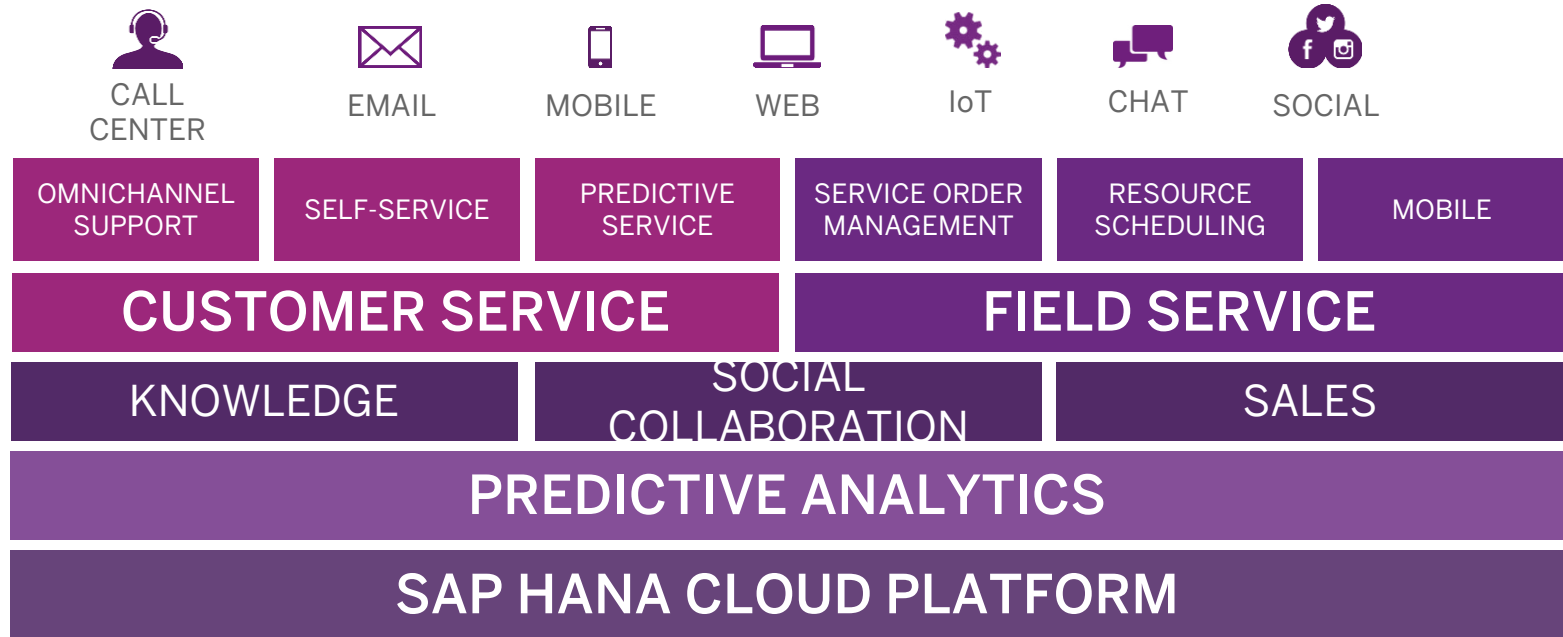 CALL
CENTER
EMAIL
MOBILE
WEB
IoT
CHAT
SOCIAL
OMNICHANNEL
SUPPORT
SELF-SERVICE
PREDICTIVE
SERVICE
SERVICE ORDER
MANAGEMENT
RESOURCE
SCHEDULING
MOBILE
CUSTOMER SERVICE
FIELD SERVICE
KNOWLEDGE
SOCIAL
COLLABORATION
SALES
PREDICTIVE ANALYTICS
SAP HANA CLOUD PLATFORM